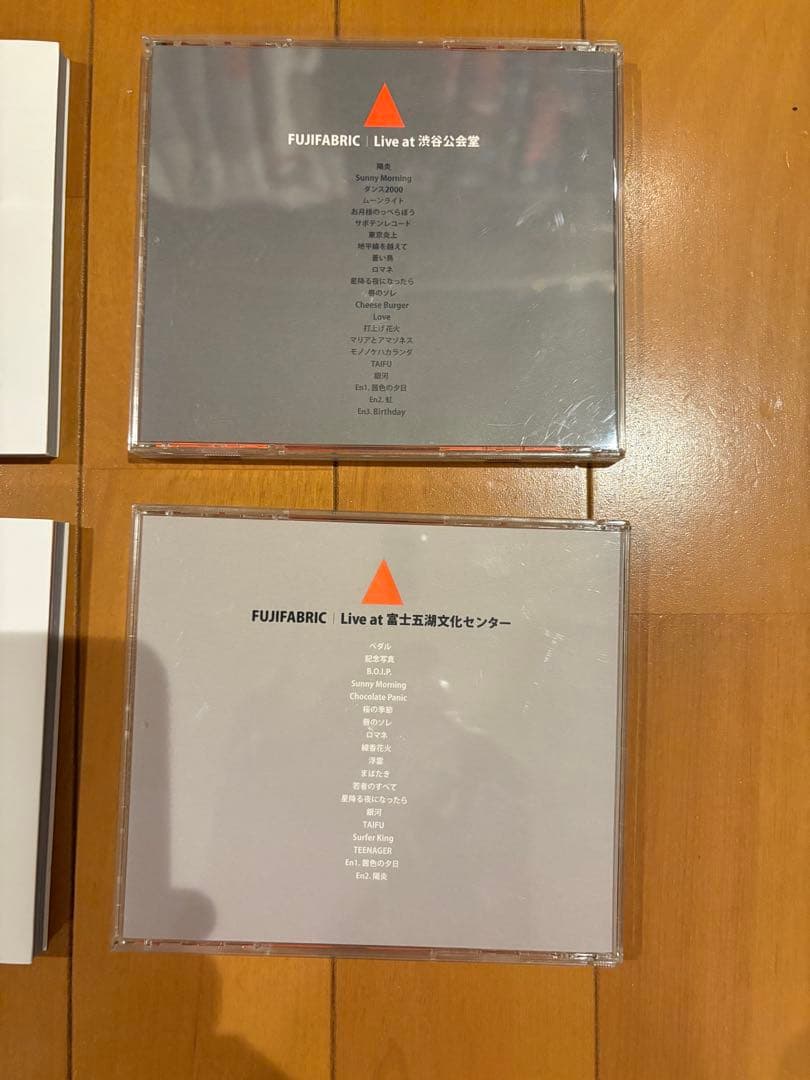 FUJIFABRIC | Live at 渋谷公会堂
陽炎
Sunny Morning
ダンス2000
ムーンライト
お月様のっぺらぼう
サボテンレコード
東京炎上
地平線を越えて
蒼い鳥
ロマネ
星降る夜になったら
唇のソレ
Cheese Burger
Love
打上げ花火
マリアとアマゾネス
モノノケハカランダ
TAIFU
銀河
En1. 茜色の夕日
En2. 虹
En3. Birthday
FUJIFABRIC | Live at 富士五湖文化センター
ペダル
記念写真
B.O.I.P.
Sunny Morning
Chocolate Panic
桜の季節
唇のソレ
ロマネ
線香花火
浮雲
まばたき
若者のすべて
星降る夜になったら
銀河
TAIFU
Surfer King
TEENAGER
En1. 茜色の夕日
En2. 陽炎